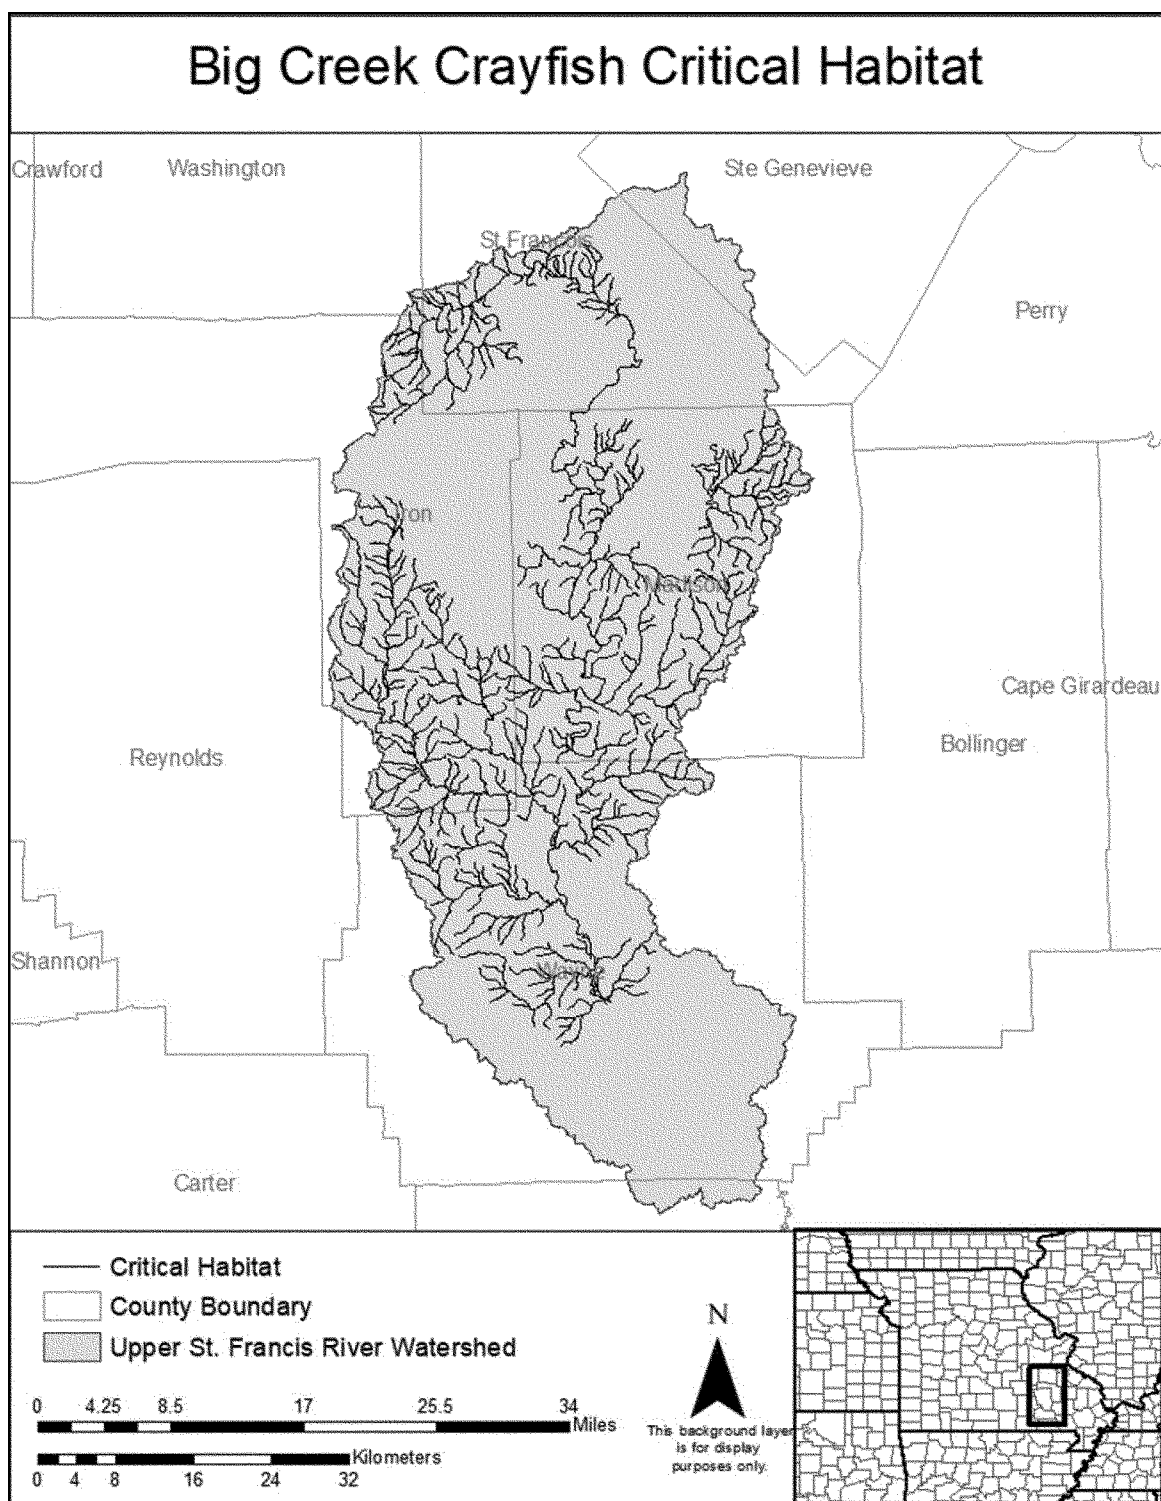 Big Creek Crayfish Critical Habitat
Crawford
Washington
Ste Genevieve
St Francois
Perry
Iron
Madison
Cape Girardeau
Bollinger
Reynolds
Shannon
Wayne
Carter
Critical Habitat
County Boundary
Upper St. Francis River Watershed
N
0 4.25 8.5 17 25.5 34
Miles
Kilometers
0 4 8 16 24 32
This background layer
is for display
purposes only.